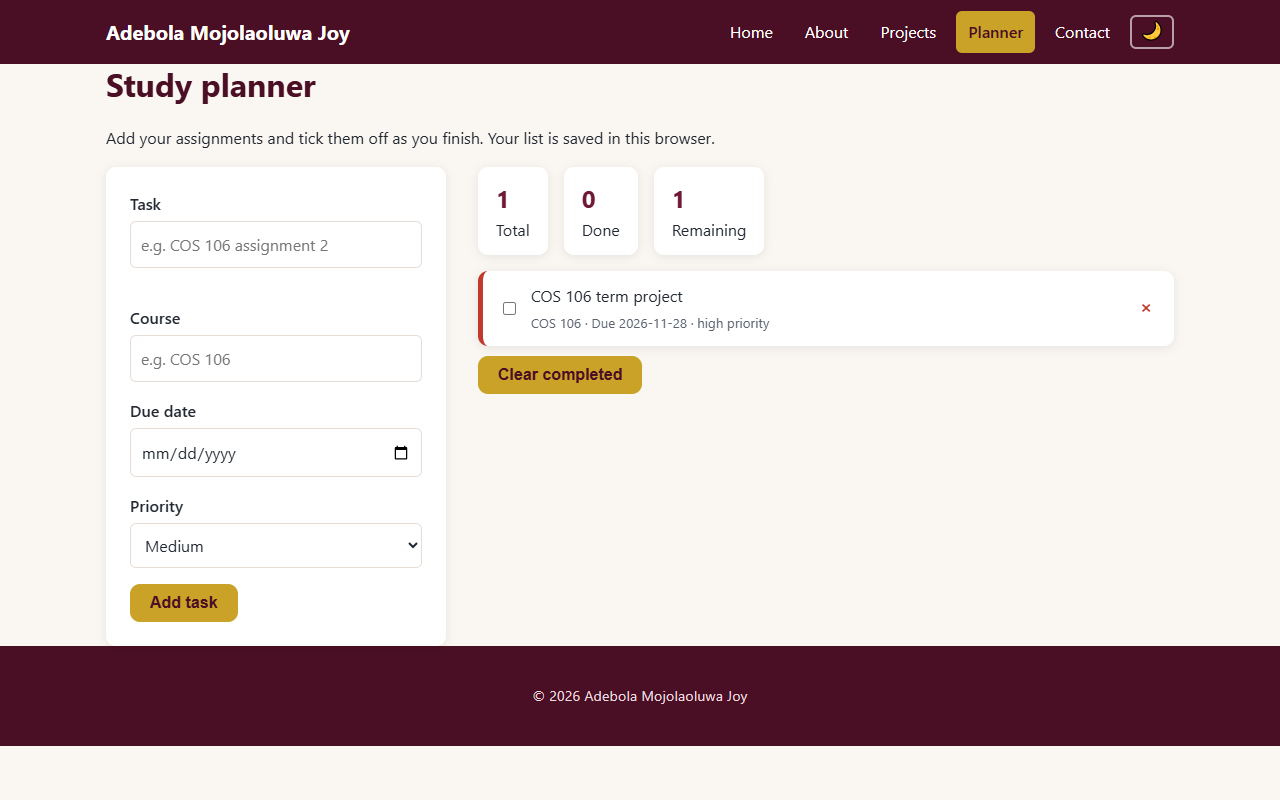 Adebola Mojolaoluwa Joy
Home About Projects Planner Contact
Study planner
Add your assignments and tick them off as you finish. Your list is saved in this browser.
Task
e.g. COS 106 assignment 2
Course
e.g. COS 106
Due date
mm/dd/yyyy
Priority
Medium
Add task
1
Total
0
Done
1
Remaining
COS 106 term project
COS 106 · Due 2026-11-28 · high priority
Clear completed
© 2026 Adebola Mojolaoluwa Joy